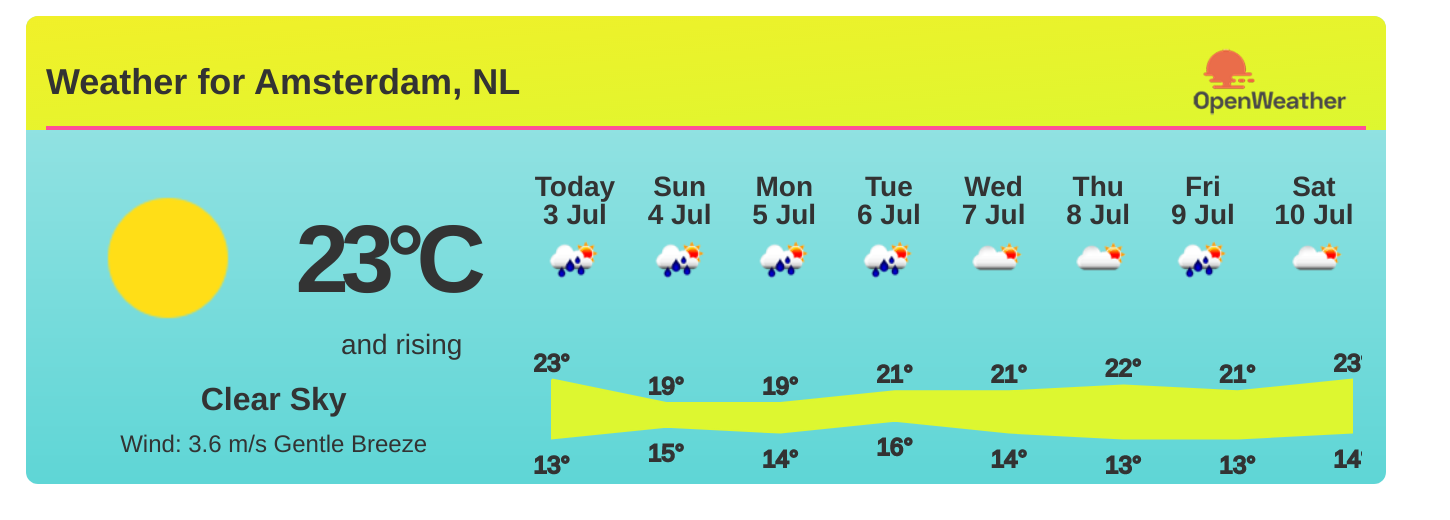 Weather for Amsterdam, NL
OpenWeather
23°C
and rising
Clear Sky
Wind: 3.6 m/s Gentle Breeze
Today Sun Mon Tue Wed Thu Fri Sat
3 Jul 4 Jul 5 Jul 6 Jul 7 Jul 8 Jul 9 Jul 10 Jul
23° 19° 19° 21° 21° 22° 21° 23°
13° 15° 14° 16° 14° 13° 13° 14°